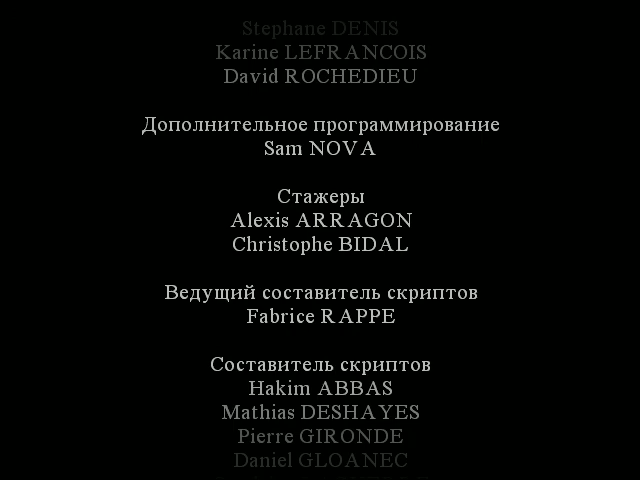 Stephane DENIS
Karine LEFRANCOIS
David ROCHEDIEU
Дополнительное программирование
Sam NOVA
Стажеры
Alexis ARRAGON
Christophe BIDAL
Ведущий составитель скриптов
Fabrice RAPPE
Составитель скриптов
Hakim ABBAS
Mathias DESHAYES
Pierre GIRONDE
Daniel GLOANEC